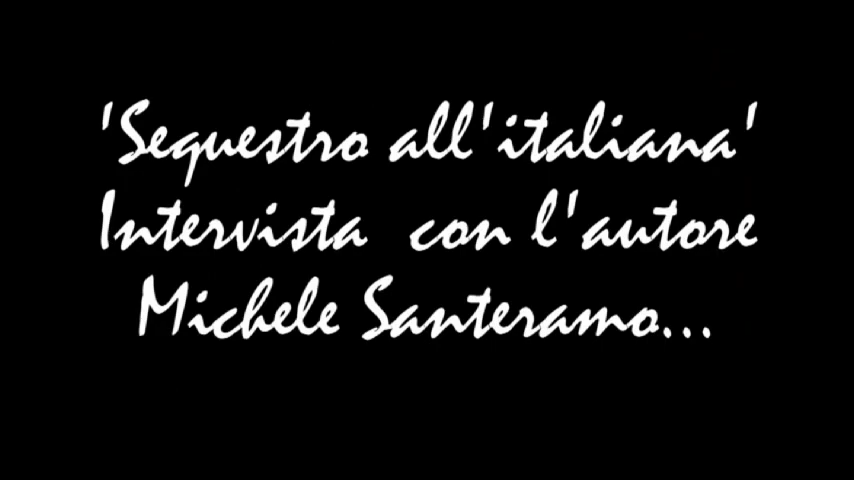 'Sequestro all'italiana'
Intervista con l'autore
Michele Santeramo...